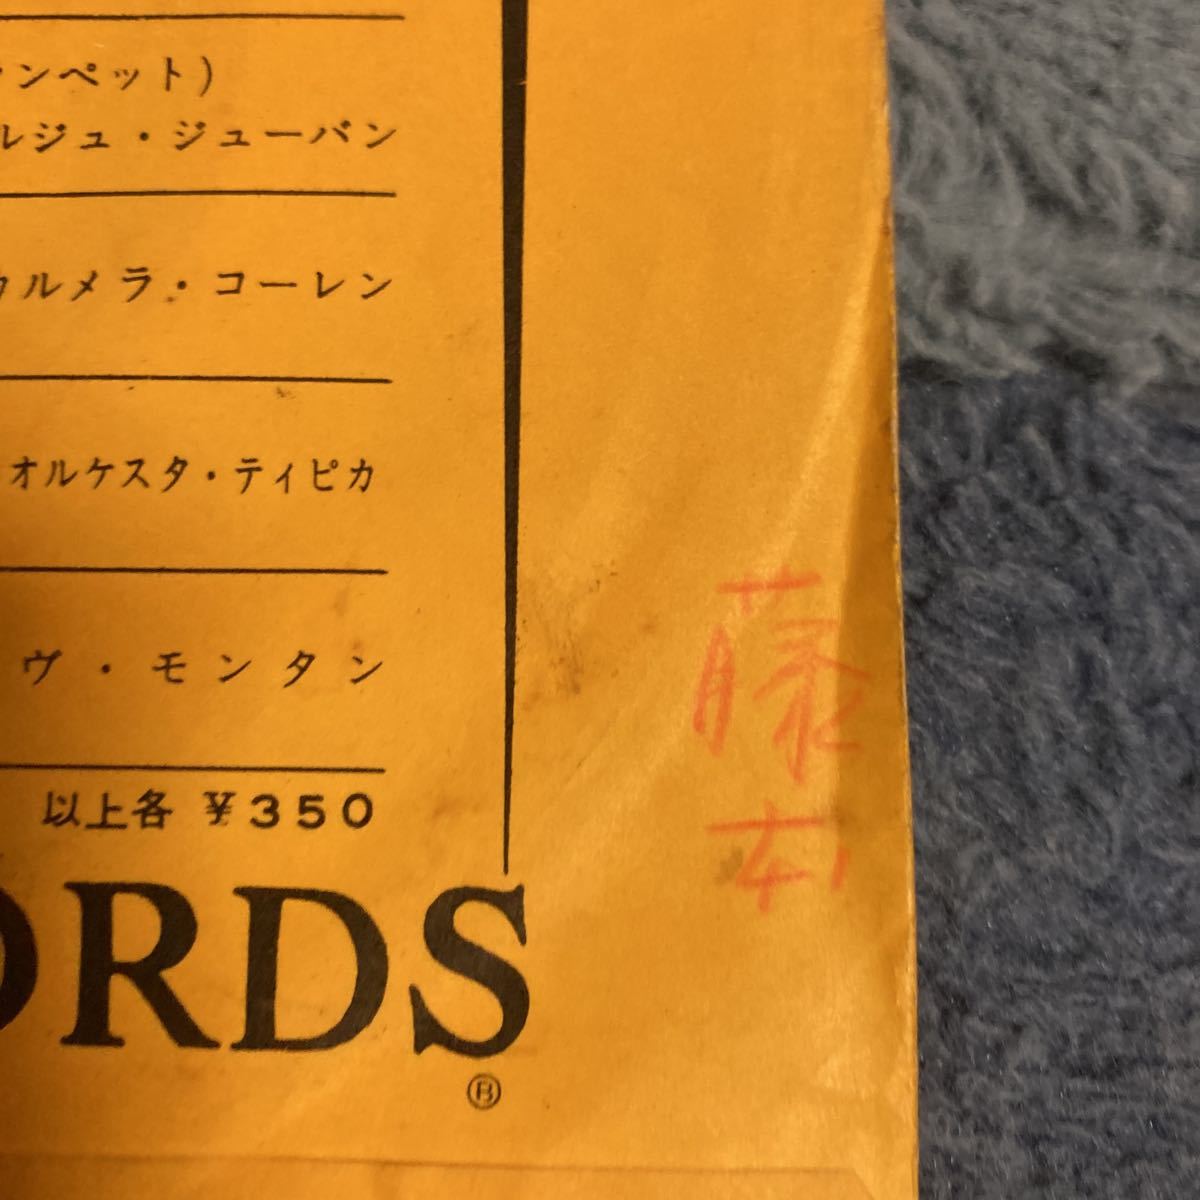 ランペット)
ルジュ・ジューバン
カルメラ・コーレン
オルケスタ・ティピカ
ヴ・モンタン
以上各 ¥350
ORDS
®
藤本